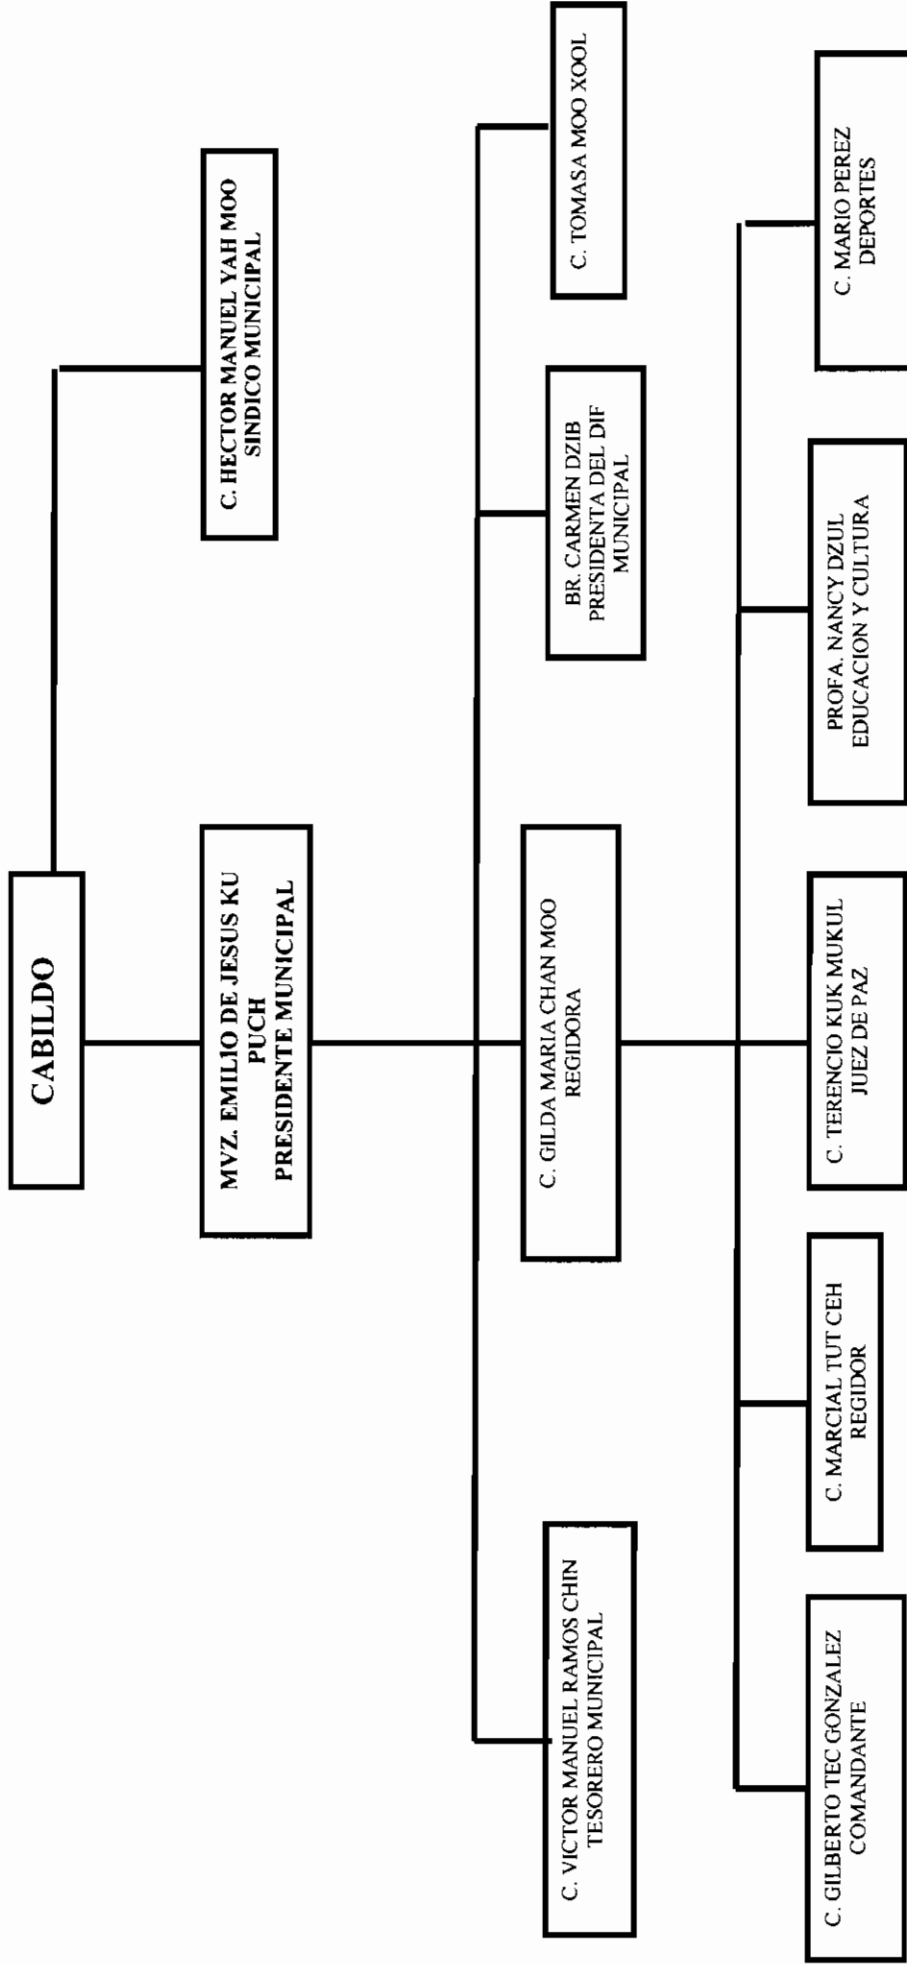 CABILDO
C. HECTOR MANUEL YAH MOO
SINDICO MUNICIPAL
MVZ. EMILIO DE JESUS KU
PUCH
PRESIDENTE MUNICIPAL
C. VICTOR MANUEL RAMOS CHIN
TESORERO MUNICIPAL
C. GILDA MARIA CHAN MOO
REGIDORA
BR. CARMEN DZIB
PRESIDENTA DEL DIF
MUNICIPAL
C. TOMASA MOO XOOL
C. GILBERTO TEC GONZALEZ
COMANDANTE
C. MARCIAL TUT CEH
REGIDOR
C. TERENCIO KUK MUKUL
JUEZ DE PAZ
PROFA. NANCY DZUL
EDUCACION Y CULTURA
C. MARIO PEREZ
DEPORTES